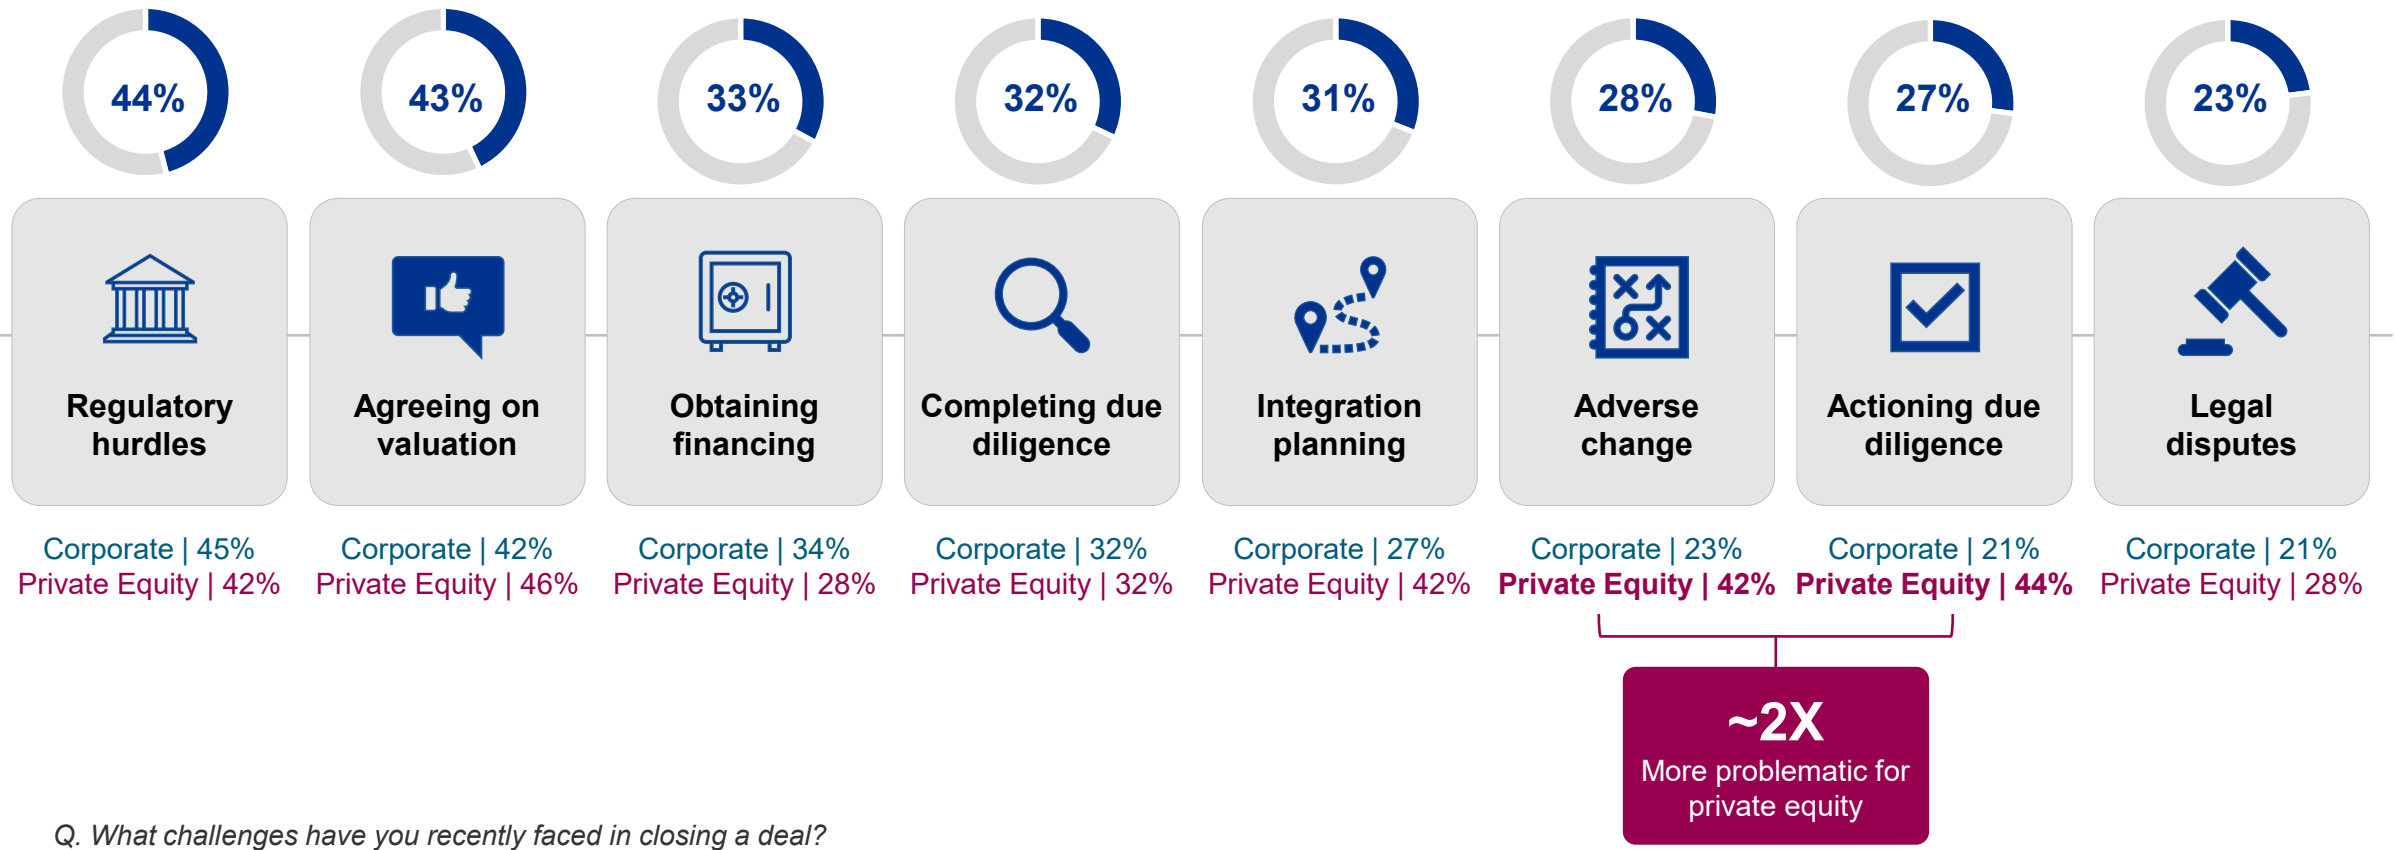 44%
43%
33%
32%
31%
28%
27%
23%
Regulatory
hurdles
Agreeing on
valuation
Obtaining
financing
Completing due
diligence
Integration
planning
Adverse
change
Actioning due
diligence
Legal
disputes
Corporate | 45%
Private Equity | 42%
Corporate | 42%
Private Equity | 46%
Corporate | 34%
Private Equity | 28%
Corporate | 32%
Private Equity | 32%
Corporate | 27%
Private Equity | 42%
Corporate | 23%
Private Equity | 42%
Corporate | 21%
Private Equity | 44%
Corporate | 21%
Private Equity | 28%
~2X
More problematic for
private equity
Q. What challenges have you recently faced in closing a deal?